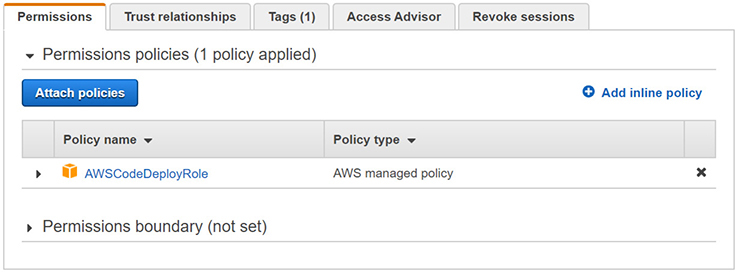 Permissions Trust relationships Tags (1) Access Advisor Revoke sessions
Permissions policies (1 policy applied)
Attach policies Add inline policy
Policy name Policy type
AWSCodeDeployRole AWS managed policy
Permissions boundary (not set)